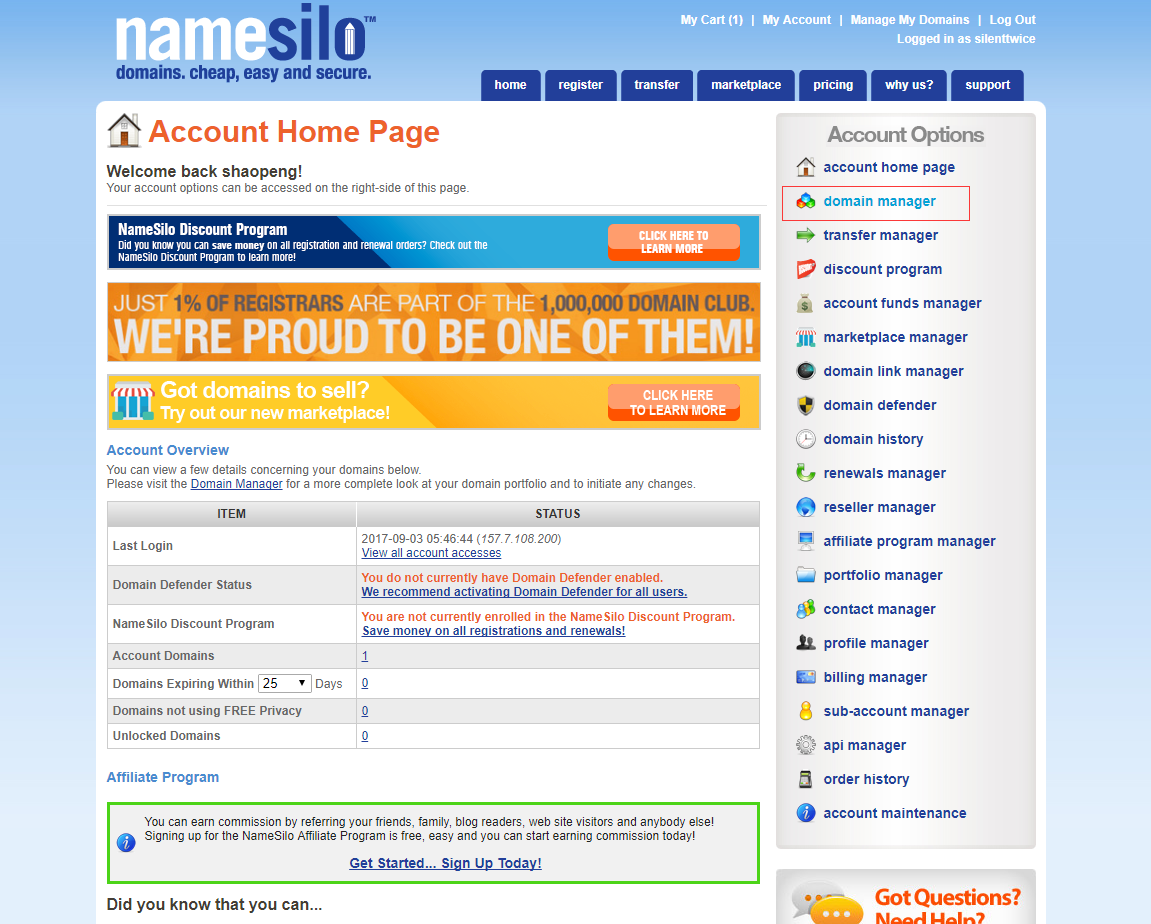 namesilo™
domains. cheap, easy and secure.
My Cart (1) | My Account | Manage My Domains | Log Out
Logged in as silenttwice
home register transfer marketplace pricing why us? support
Account Home Page
Welcome back shaopeng!
Your account options can be accessed on the right-side of this page.
NameSilo Discount Program
Did you know you can save money on all registration and renewal orders? Check out the
NameSilo Discount Program to learn more!
CLICK HERE TO
LEARN MORE
JUST 1% OF REGISTRARS ARE PART OF THE 1,000,000 DOMAIN CLUB.
WE'RE PROUD TO BE ONE OF THEM!
Got domains to sell?
Try out our new marketplace!
CLICK HERE
TO LEARN MORE
Account Overview
You can view a few details concerning your domains below.
Please visit the Domain Manager for a more complete look at your domain portfolio and to initiate any changes.
ITEM STATUS
Last Login
2017-09-03 05:46:44 (157.7.108.200)
View all account accesses
Domain Defender Status
You do not currently have Domain Defender enabled.
We recommend activating Domain Defender for all users.
NameSilo Discount Program
You are not currently enrolled in the NameSilo Discount Program.
Save money on all registrations and renewals!
Account Domains 1
Domains Expiring Within 25 Days 0
Domains not using FREE Privacy 0
Unlocked Domains 0
Affiliate Program
You can earn commission by referring your friends, family, blog readers, web site visitors and anybody else!
Signing up for the NameSilo Affiliate Program is free, easy and you can start earning commission today!
Get Started... Sign Up Today!
Did you know that you can...
Account Options
account home page
domain manager
transfer manager
discount program
account funds manager
marketplace manager
domain link manager
domain defender
domain history
renewals manager
reseller manager
affiliate program manager
portfolio manager
contact manager
profile manager
billing manager
sub-account manager
api manager
order history
account maintenance
Got Questions?
Need Help?